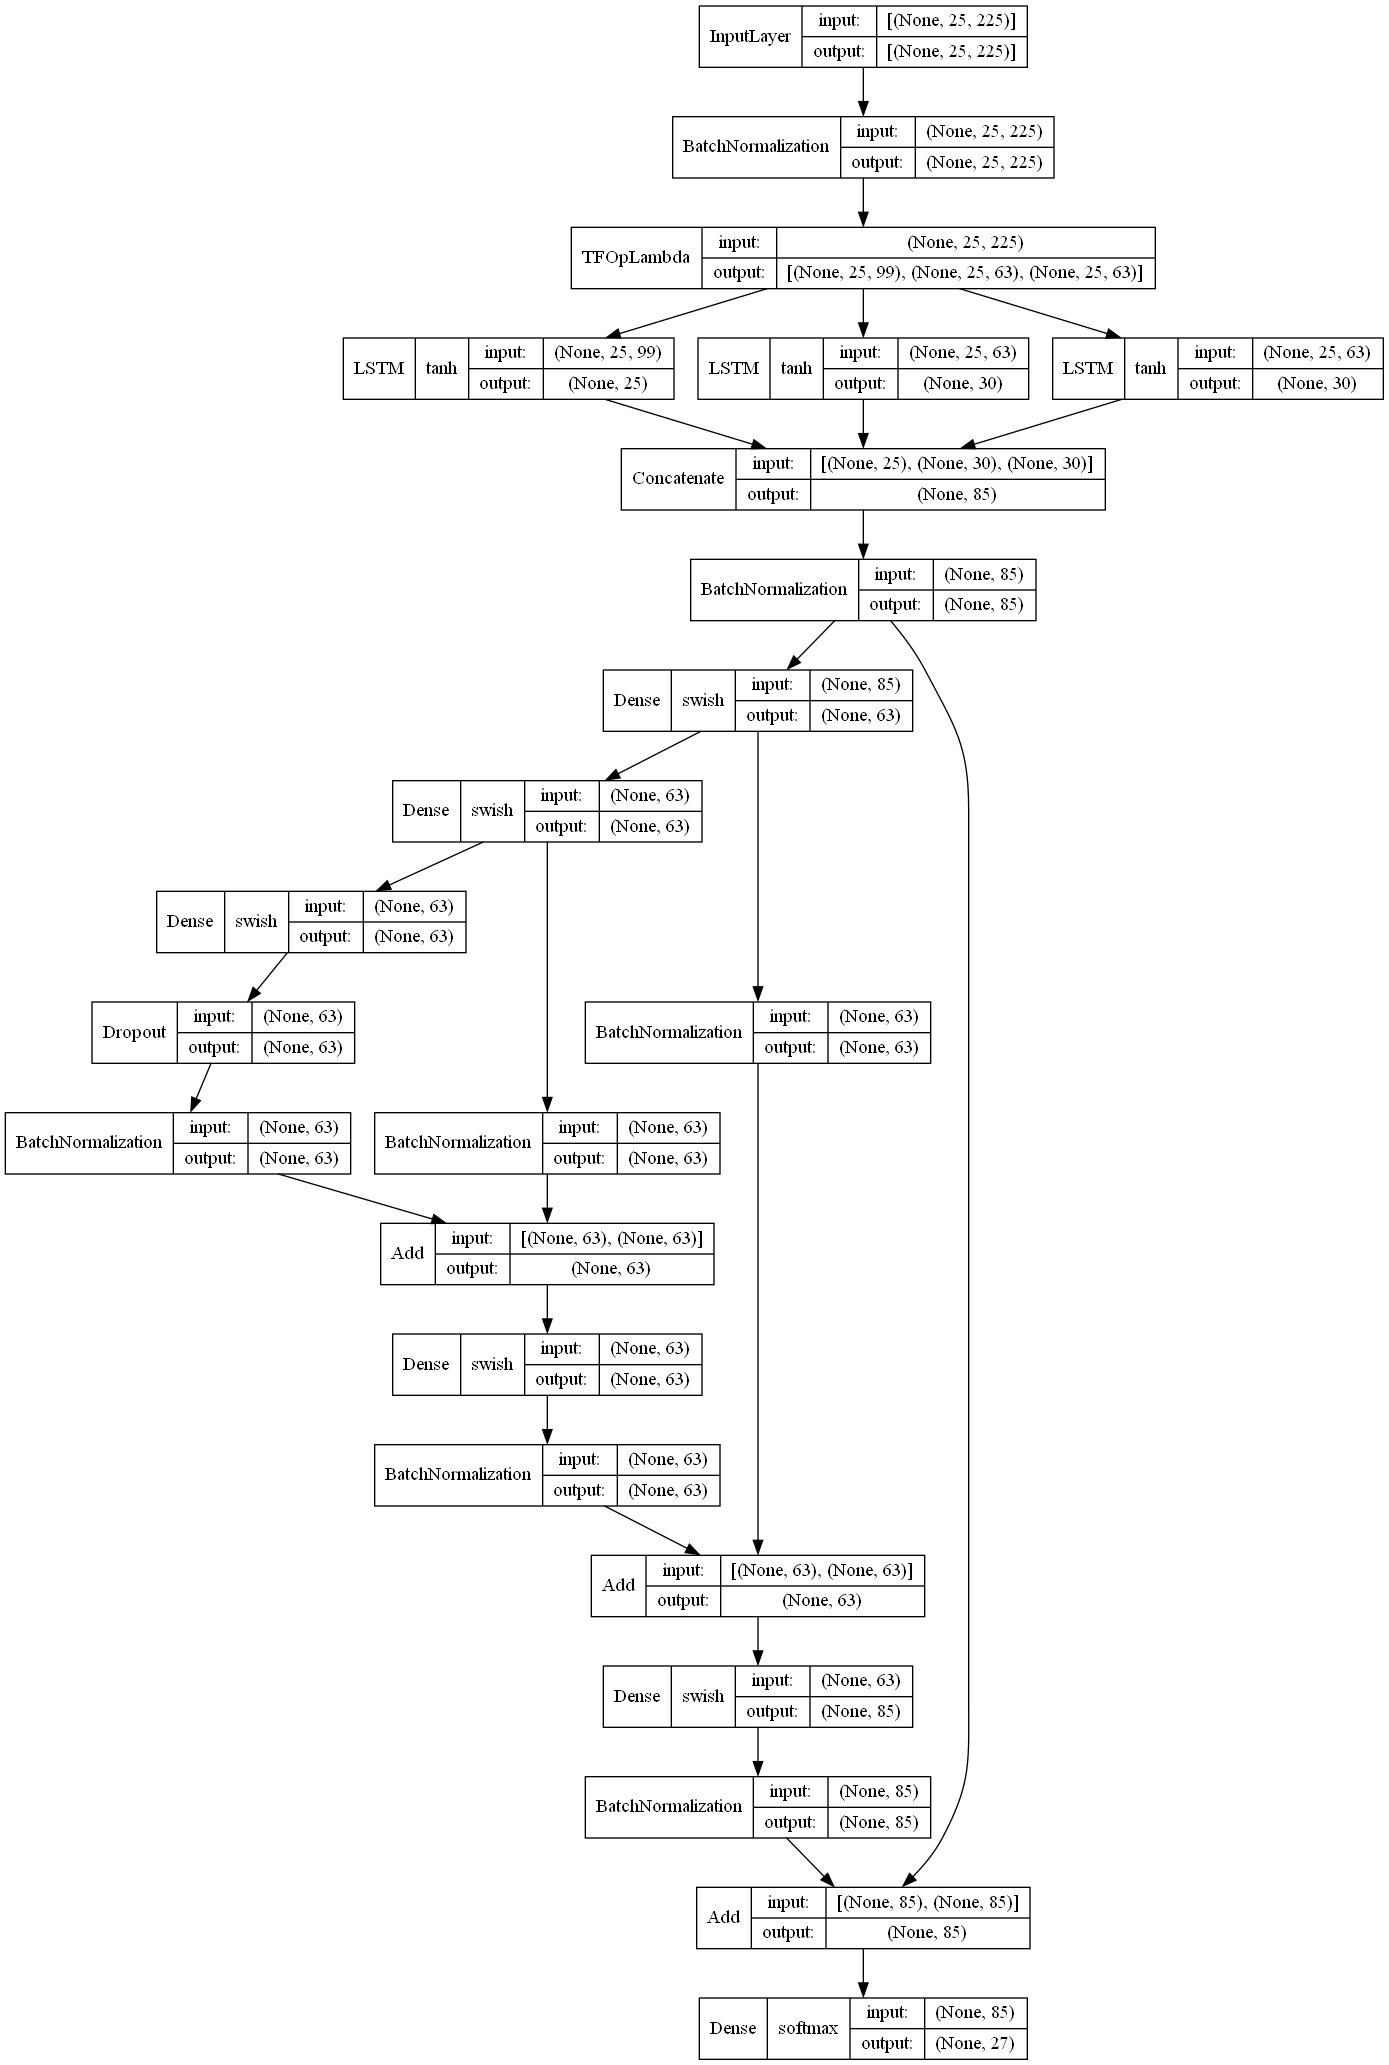 InputLayer
input: [(None, 25, 225)]
output: [(None, 25, 225)]
BatchNormalization
input: (None, 25, 225)
output: (None, 25, 225)
TFOpLambda
input: (None, 25, 225)
output: [(None, 25, 99), (None, 25, 63), (None, 25, 63)]
LSTM tanh
input: (None, 25, 99)
output: (None, 25)
LSTM tanh
input: (None, 25, 63)
output: (None, 30)
LSTM tanh
input: (None, 25, 63)
output: (None, 30)
Concatenate
input: [(None, 25), (None, 30), (None, 30)]
output: (None, 85)
BatchNormalization
input: (None, 85)
output: (None, 85)
Dense swish
input: (None, 85)
output: (None, 63)
Dense swish
input: (None, 63)
output: (None, 63)
Dense swish
input: (None, 63)
output: (None, 63)
Dropout
input: (None, 63)
output: (None, 63)
BatchNormalization
input: (None, 63)
output: (None, 63)
BatchNormalization
input: (None, 63)
output: (None, 63)
BatchNormalization
input: (None, 63)
output: (None, 63)
Add
input: [(None, 63), (None, 63)]
output: (None, 63)
Dense swish
input: (None, 63)
output: (None, 63)
BatchNormalization
input: (None, 63)
output: (None, 63)
Add
input: [(None, 63), (None, 63)]
output: (None, 63)
Dense swish
input: (None, 63)
output: (None, 85)
BatchNormalization
input: (None, 85)
output: (None, 85)
Add
input: [(None, 85), (None, 85)]
output: (None, 85)
Dense softmax
input: (None, 85)
output: (None, 27)